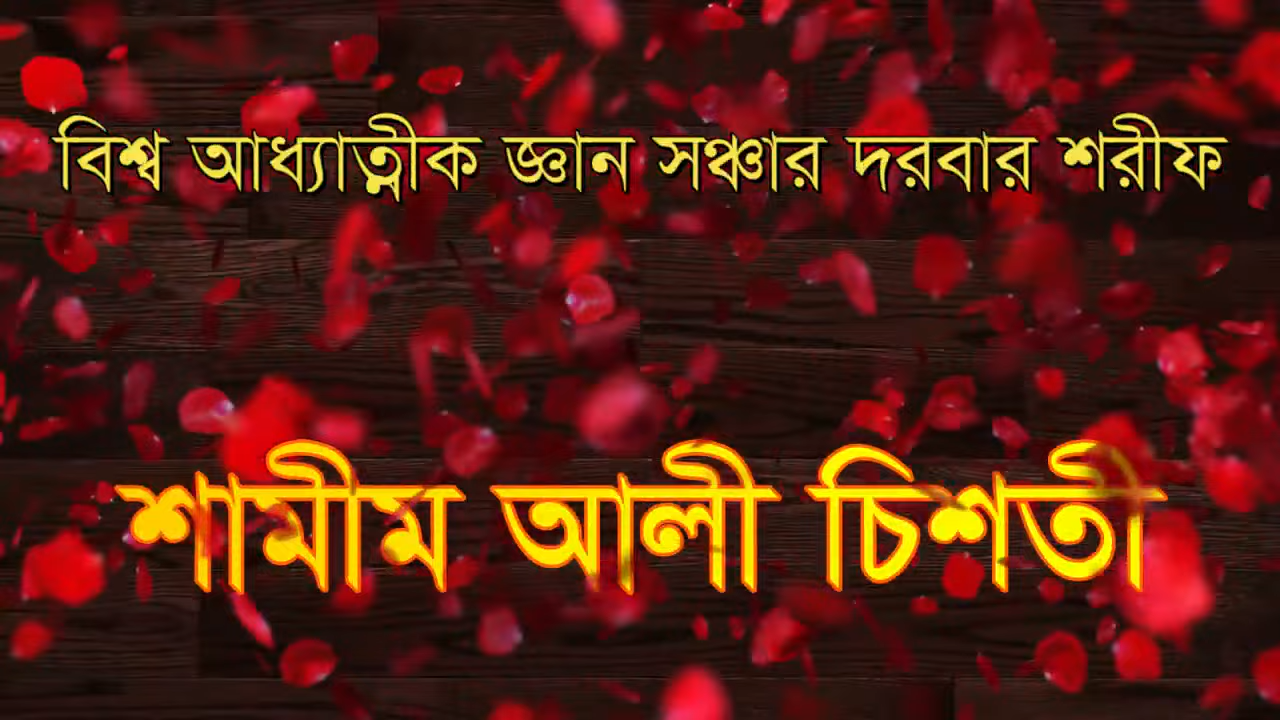 বিশ্ব আধ্যাত্নীক জ্ঞান সঞ্চার দরবার শরীফ
শামীম আলী চিশতী